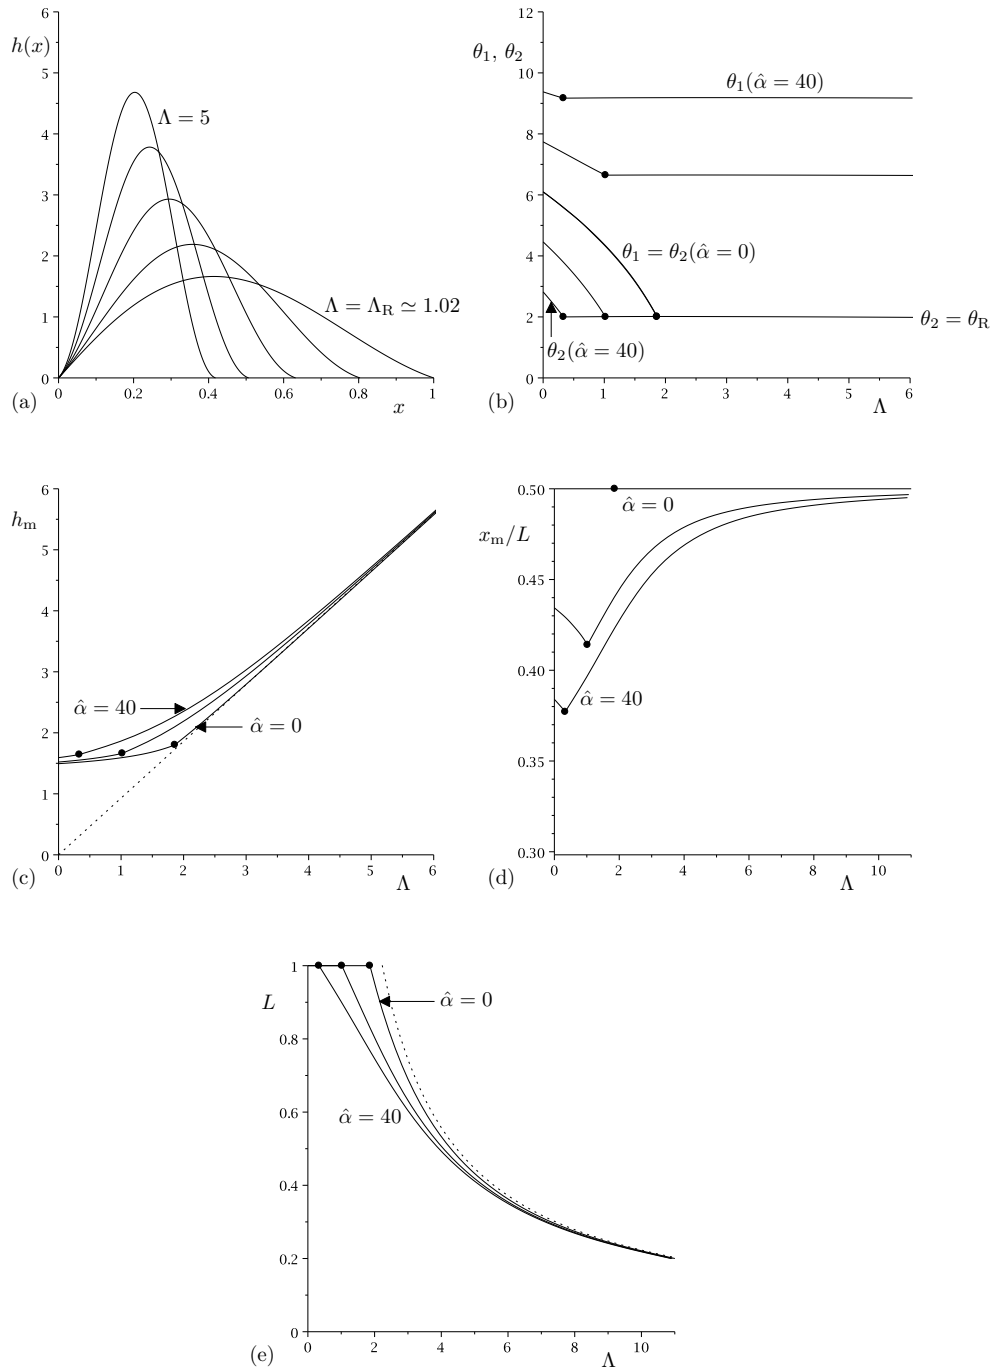 6
h(x)
5
4
3
2
1
0
Λ = 5
Λ = Λ_R ≃ 1.02
0 0.2 0.4 0.6 0.8 1
x
(a)
θ₁, θ₂
12
10
8
6
4
2
0
θ₁(α̂ = 40)
θ₁ = θ₂(α̂ = 0)
θ₂ = θ_R
θ₂(α̂ = 40)
0 1 2 3 4 5 6
Λ
(b)
6
h_m
5
4
3
2
1
0
α̂ = 40
α̂ = 0
0 1 2 3 4 5 6
Λ
(c)
0.50
x_m/L
0.45
0.40
0.35
0.30
α̂ = 0
α̂ = 40
0 2 4 6 8 10
Λ
(d)
1
L
0.8
0.6
0.4
0.2
0
α̂ = 0
α̂ = 40
0 2 4 6 8 10
Λ
(e)